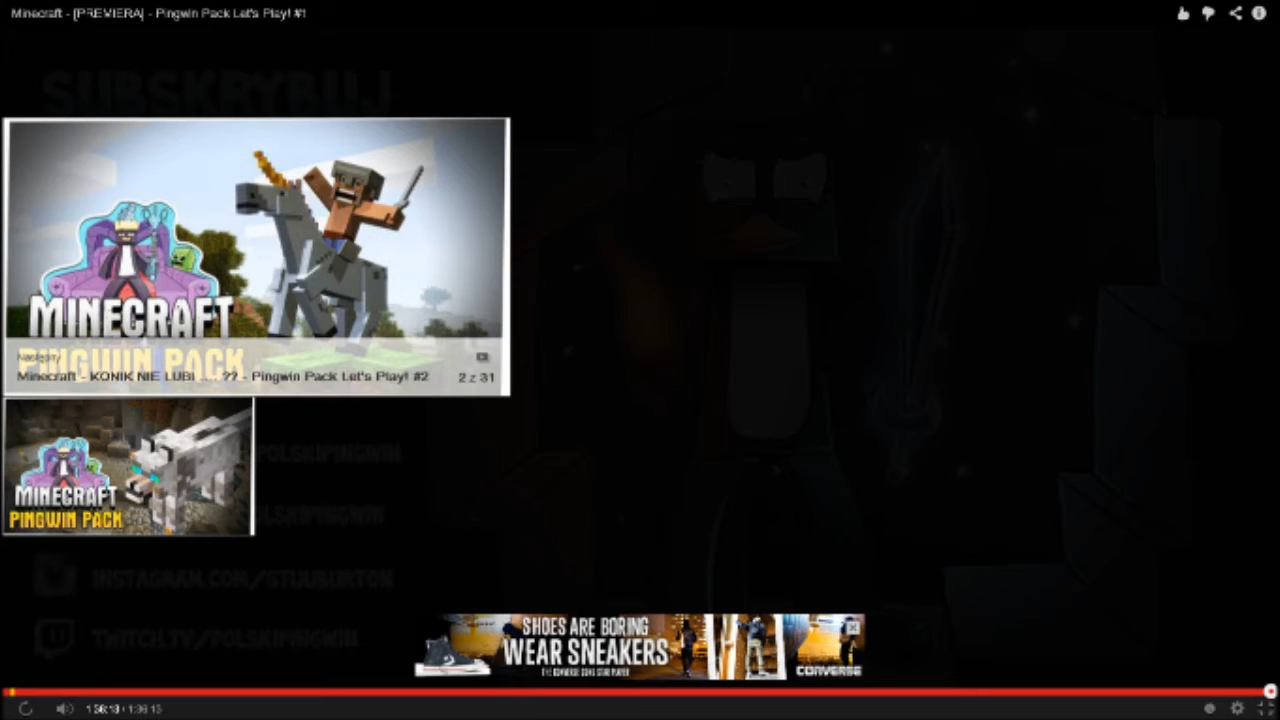 Minecraft - [PREMIERA] - Pingwin Pack Let's Play! #1
SUBSKRYBUJ
MINECRAFT
PINGWIN PACK
Następny
Minecraft - KONIK NIE LUBI .... ?? - Pingwin Pack Let's Play! #2
2 z 31
MINECRAFT
PINGWIN PACK
POLSKIPINGWIN
INSTAGRAM.COM/STUUBURTON
TWITCH.TV/POLSKIPINGWIN
SHOES ARE BORING
WEAR SNEAKERS
CONVERSE
1:36:13 / 1:36:13